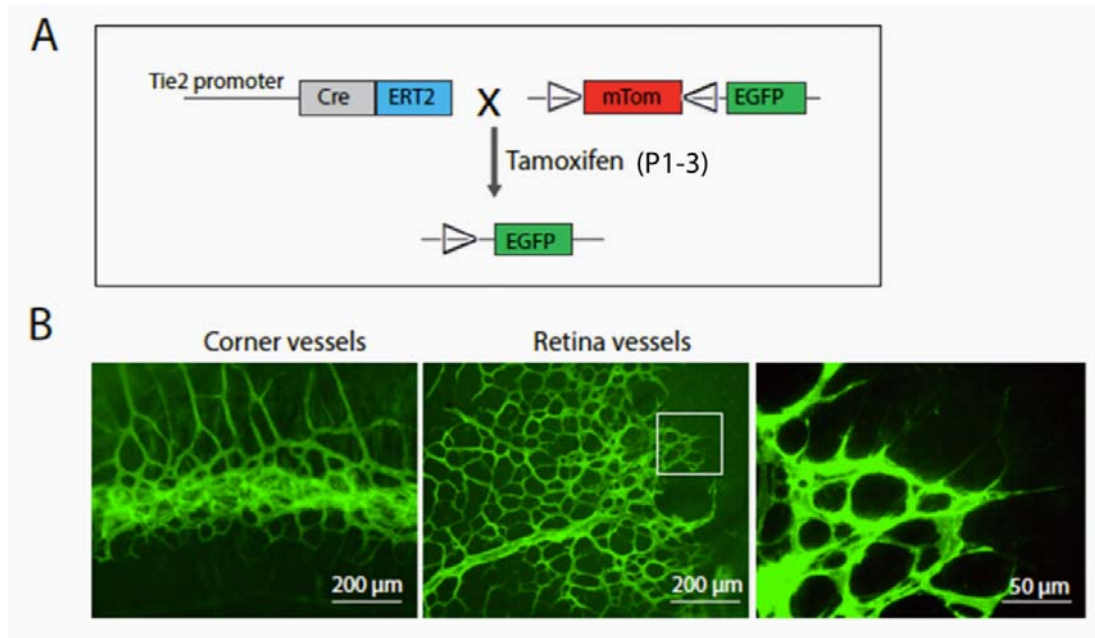 A
Tie2 promoter
Cre ERT2 X mTom EGFP
Tamoxifen (P1-3)
EGFP
B
Corner vessels Retina vessels
200 µm 200 µm 50 µm